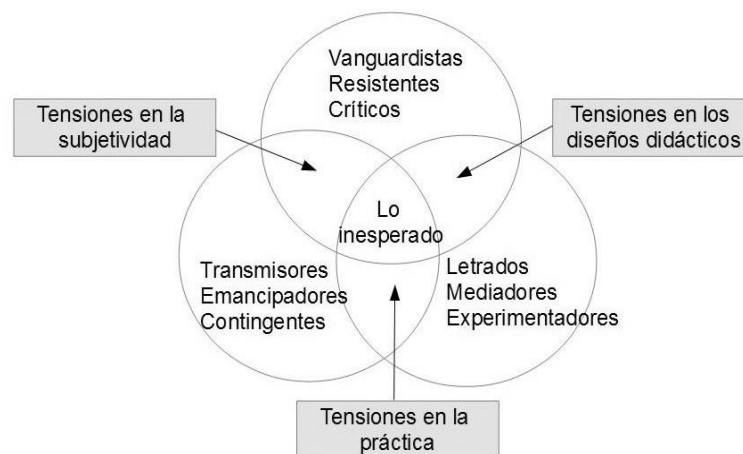 Vanguardistas
Resistentes
Críticos
Tensiones en la
subjetividad
Tensiones en los
diseños didácticos
Lo
inesperado
Transmisores
Emancipadores
Contingentes
Letrados
Mediadores
Experimentadores
Tensiones en la
práctica